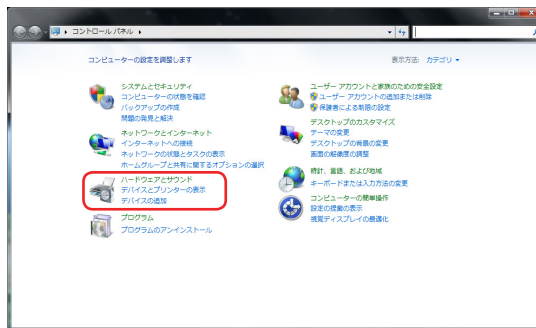 コントロール パネル
コンピューターの設定を調整します
表示方法: カテゴリ
システムとセキュリティ
コンピューターの状態を確認
バックアップの作成
問題の発見と解決
ネットワークとインターネット
インターネットへの接続
ネットワークの状態とタスクの表示
ホームグループと共有に関するオプションの選択
ハードウェアとサウンド
デバイスとプリンターの表示
デバイスの追加
プログラム
プログラムのアンインストール
ユーザー アカウントと家族のための安全設定
ユーザー アカウントの追加または削除
保護者による制限の設定
デスクトップのカスタマイズ
テーマの変更
デスクトップの背景の変更
画面の解像度の調整
時計、言語、および地域
キーボードまたは入力方法の変更
コンピューターの簡単操作
設定の提案の表示
視覚ディスプレイの最適化